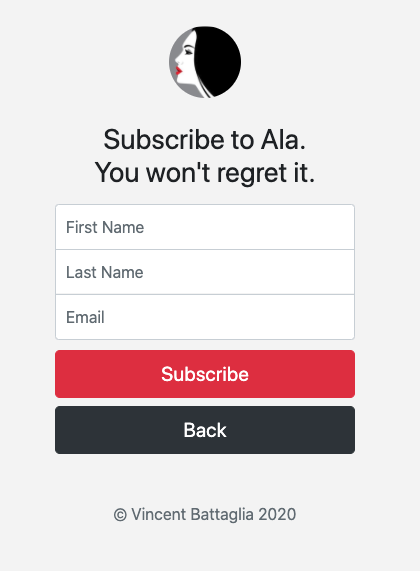 Subscribe to Ala.
You won't regret it.
First Name
Last Name
Email
Subscribe
Back
© Vincent Battaglia 2020